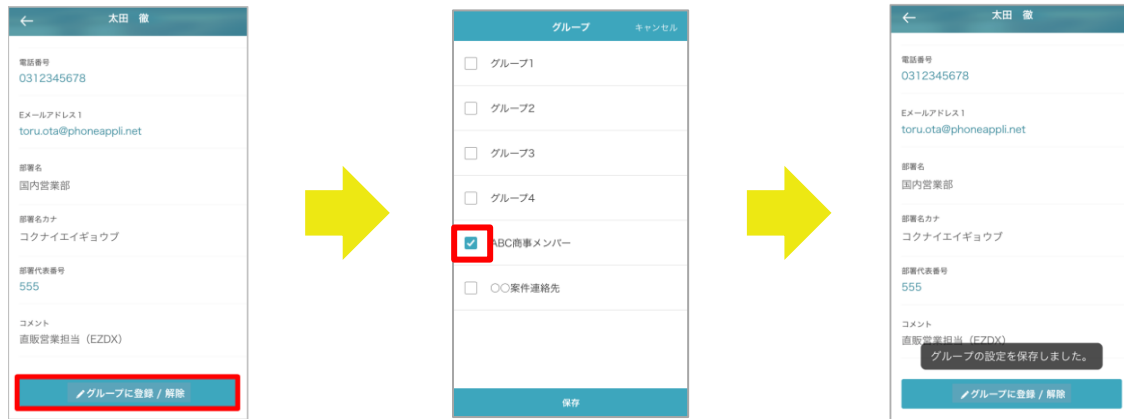 太田 徹
電話番号
0312345678
Eメールアドレス1
toru.ota@phoneappli.net
部署名
国内営業部
部署名カナ
コクナイエイギョウブ
部署代表番号
555
コメント
直販営業担当（EZDX）
グループに登録 / 解除
グループ キャンセル
グループ1
グループ2
グループ3
グループ4
ABC商事メンバー
○○案件連絡先
保存
太田 徹
電話番号
0312345678
Eメールアドレス1
toru.ota@phoneappli.net
部署名
国内営業部
部署名カナ
コクナイエイギョウブ
部署代表番号
555
コメント
直販営業担当（EZDX）
グループの設定を保存しました。
グループに登録 / 解除